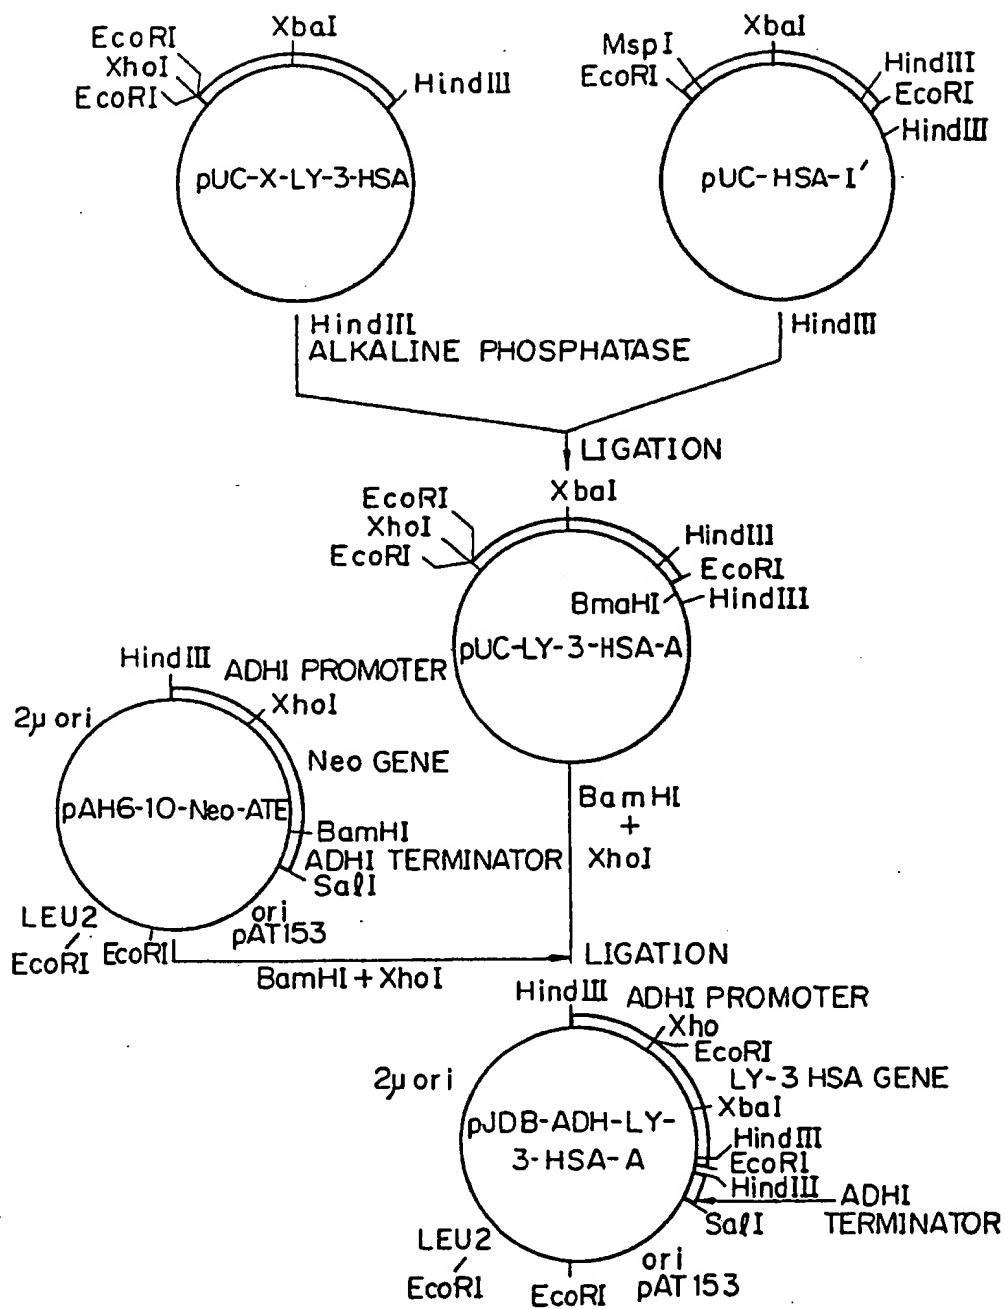 EcoRI
XbaI
XhoI
EcoRI
HindIII
pUC-X-LY-3-HSA
MspI
XbaI
EcoRI
HindIII
EcoRI
HindIII
pUC-HSA-I'
HindIII
ALKALINE PHOSPHATASE
HindIII
LIGATION
XbaI
EcoRI
XhoI
EcoRI
HindIII
EcoRI
BmaHI
HindIII
pUC-LY-3-HSA-A
HindIII
ADHI PROMOTER
XhoI
2μ ori
Neo GENE
pAH6-10-Neo-ATE
BamHI
ADHI TERMINATOR
SalI
LEU2
EcoRI
EcoRI
ori
pAT153
BamHI
+
XhoI
BamHI+XhoI
LIGATION
HindIII
ADHI PROMOTER
Xho
EcoRI
2μ ori
LY-3 HSA GENE
XbaI
pJDB-ADH-LY-
3-HSA-A
HindIII
EcoRI
HindIII
ADHI
TERMINATOR
SalI
LEU2
EcoRI
EcoRI
ori
pAT153